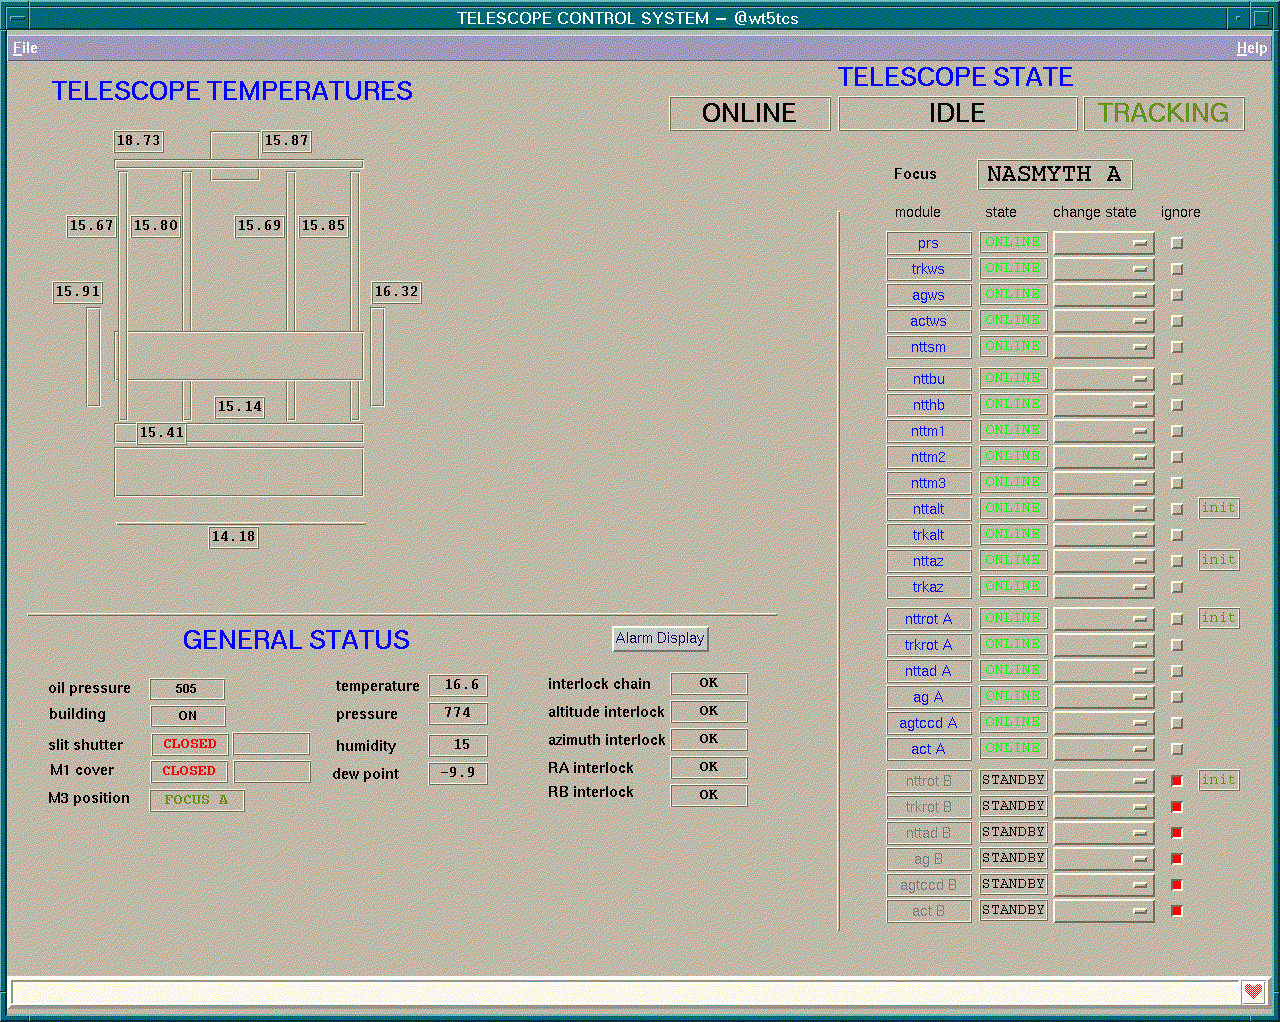 TELESCOPE CONTROL SYSTEM - @wt5tcs
File Help
TELESCOPE TEMPERATURES
18.73 15.87
15.67 15.80 15.69 15.85
15.91 16.32
15.14
15.41
14.18
TELESCOPE STATE
ONLINE IDLE TRACKING
Focus NASMYTH A
module state change state ignore
prs ONLINE
trkws ONLINE
agws ONLINE
actws ONLINE
nttsm ONLINE
nttbu ONLINE
ntthb ONLINE
nttm1 ONLINE
nttm2 ONLINE
nttm3 ONLINE
nttalt ONLINE init
trkalt ONLINE
nttaz ONLINE init
trkaz ONLINE
nttrot A ONLINE init
trkrot A ONLINE
nttad A ONLINE
ag A ONLINE
agtccd A ONLINE
act A ONLINE
nttrot B STANDBY init
trkrot B STANDBY
nttad B STANDBY
ag B STANDBY
agtccd B STANDBY
act B STANDBY
GENERAL STATUS
Alarm Display
oil pressure 505
building ON
slit shutter CLOSED
M1 cover CLOSED
M3 position FOCUS A
temperature 16.6
pressure 774
humidity 15
dew point -9.9
interlock chain OK
altitude interlock OK
azimuth interlock OK
RA interlock OK
RB interlock OK